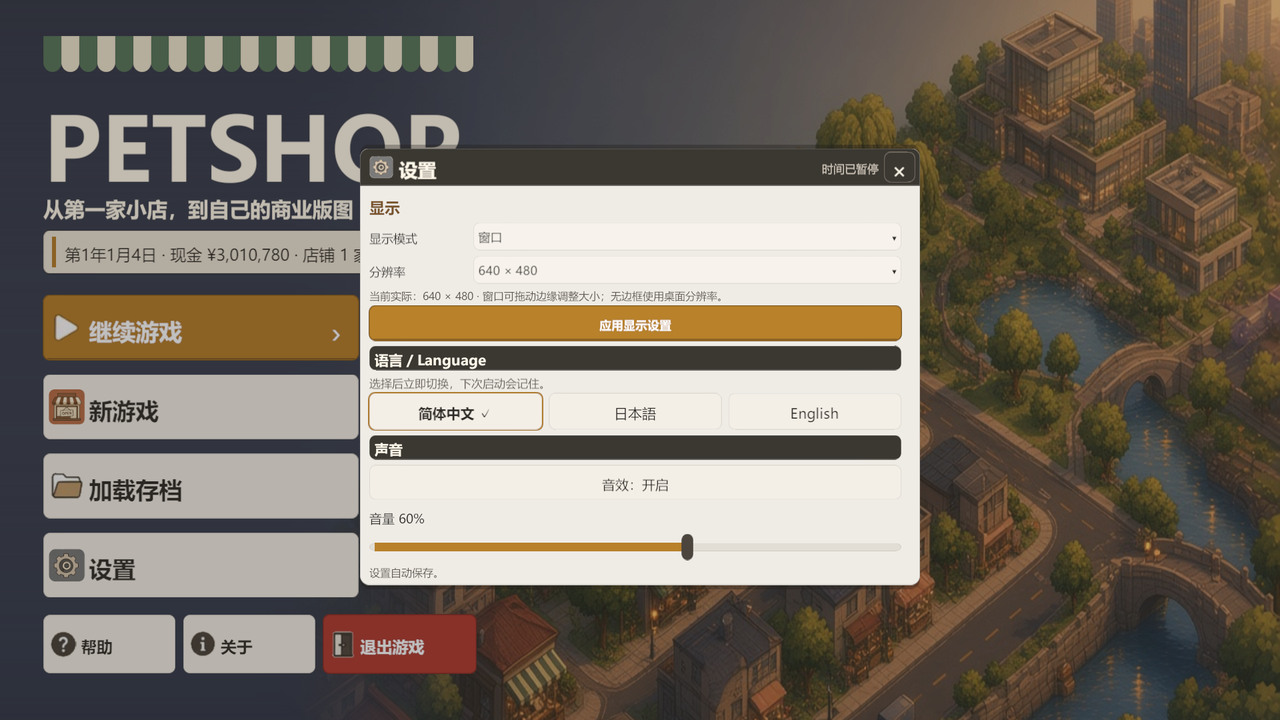 PETSHOP
从第一家小店，到自己的商业版图
第1年1月4日 · 现金 ¥3,010,780 · 店铺 1
继续游戏 ›
新游戏
加载存档
设置
帮助
关于
退出游戏
设置
时间已暂停
显示
显示模式
窗口
分辨率
640 × 480
当前实际：640 × 480 · 窗口可拖动边缘调整大小；无边框使用桌面分辨率。
应用显示设置
语言 / Language
选择后立即切换，下次启动会记住。
简体中文 ✓
日本語
English
声音
音效：开启
音量 60%
设置自动保存。